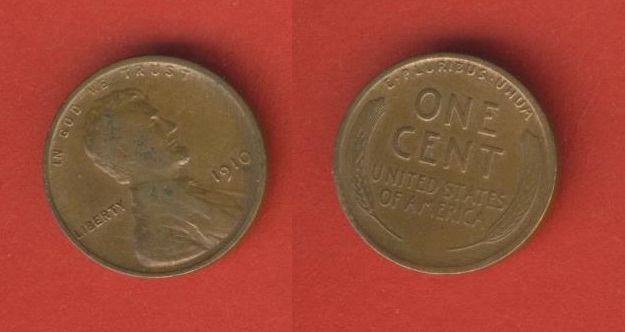 IN GOD WE TRUST
LIBERTY
1910
E·PLURIBUS·UNUM
ONE
CENT
UNITED STATES
OF AMERICA